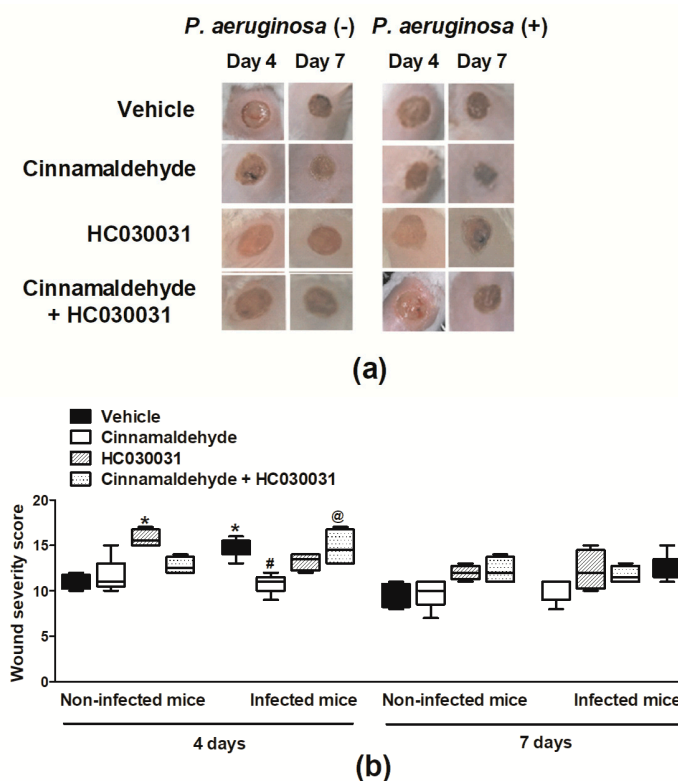 P. aeruginosa (-) P. aeruginosa (+)
Day 4 Day 7 Day 4 Day 7
Vehicle
Cinnamaldehyde
HC030031
Cinnamaldehyde
+ HC030031
(a)
Vehicle
Cinnamaldehyde
HC030031
Cinnamaldehyde + HC030031
Wound severity score
20
15
10
5
0
* * # @
Non-infected mice Infected mice Non-infected mice Infected mice
4 days 7 days
(b)